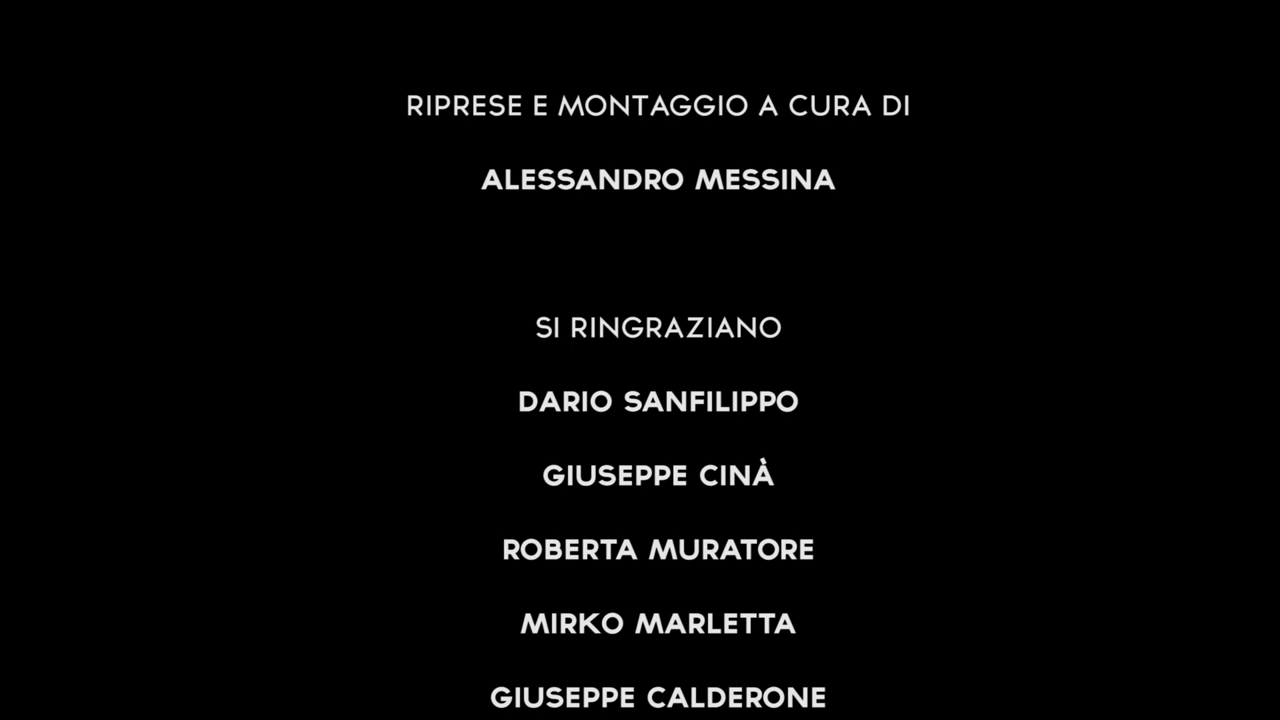 RIPRESE E MONTAGGIO A CURA DI
ALESSANDRO MESSINA
SI RINGRAZIANO
DARIO SANFILIPPO
GIUSEPPE CINÀ
ROBERTA MURATORE
MIRKO MARLETTA
GIUSEPPE CALDERONE